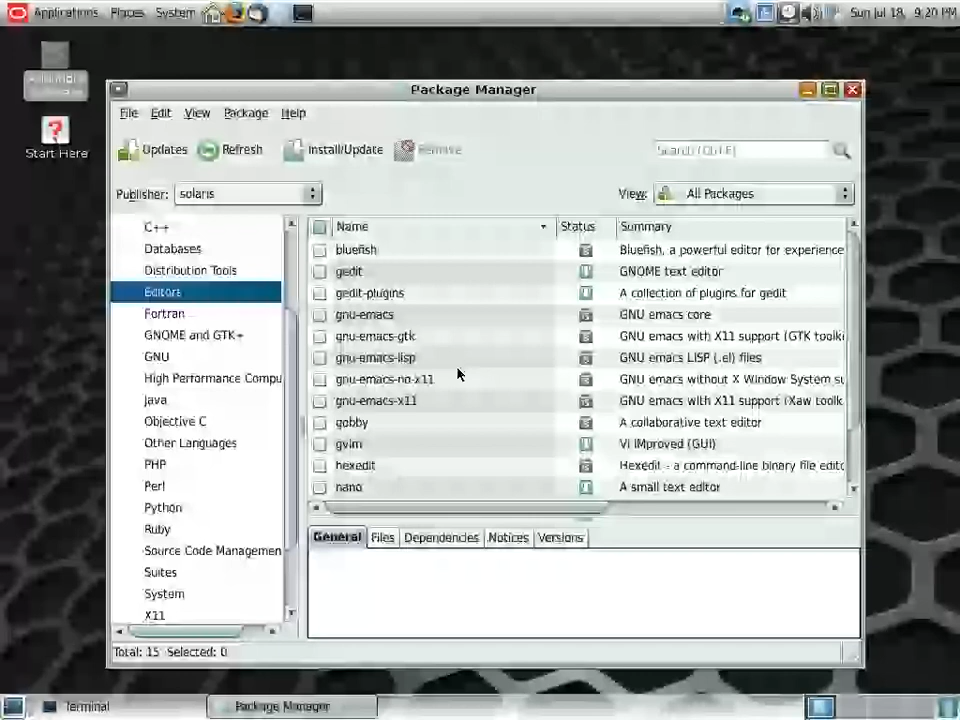 Applications Places System Sun Jul 18, 9:20 PM
Start Here
Package Manager
File Edit View Package Help
Updates Refresh Install/Update Remove Search (Ctrl-F)
Publisher: solaris View: All Packages
C++
Databases
Distribution Tools
Editors
Fortran
GNOME and GTK+
GNU
High Performance Compu
Java
Objective C
Other Languages
PHP
Perl
Python
Ruby
Source Code Managemen
Suites
System
X11
Name Status Summary
bluefish Bluefish, a powerful editor for experience
gedit GNOME text editor
gedit-plugins A collection of plugins for gedit
gnu-emacs GNU emacs core
gnu-emacs-gtk GNU emacs with X11 support (GTK toolki
gnu-emacs-lisp GNU emacs LISP (.el) files
gnu-emacs-no-x11 GNU emacs without X Window System su
gnu-emacs-x11 GNU emacs with X11 support (Xaw toolk
gobby A collaborative text editor
gvim Vi IMproved (GUI)
hexedit Hexedit - a command-line binary file edito
nano A small text editor
General Files Dependencies Notices Versions
Total: 15 Selected: 0
Terminal Package Manager